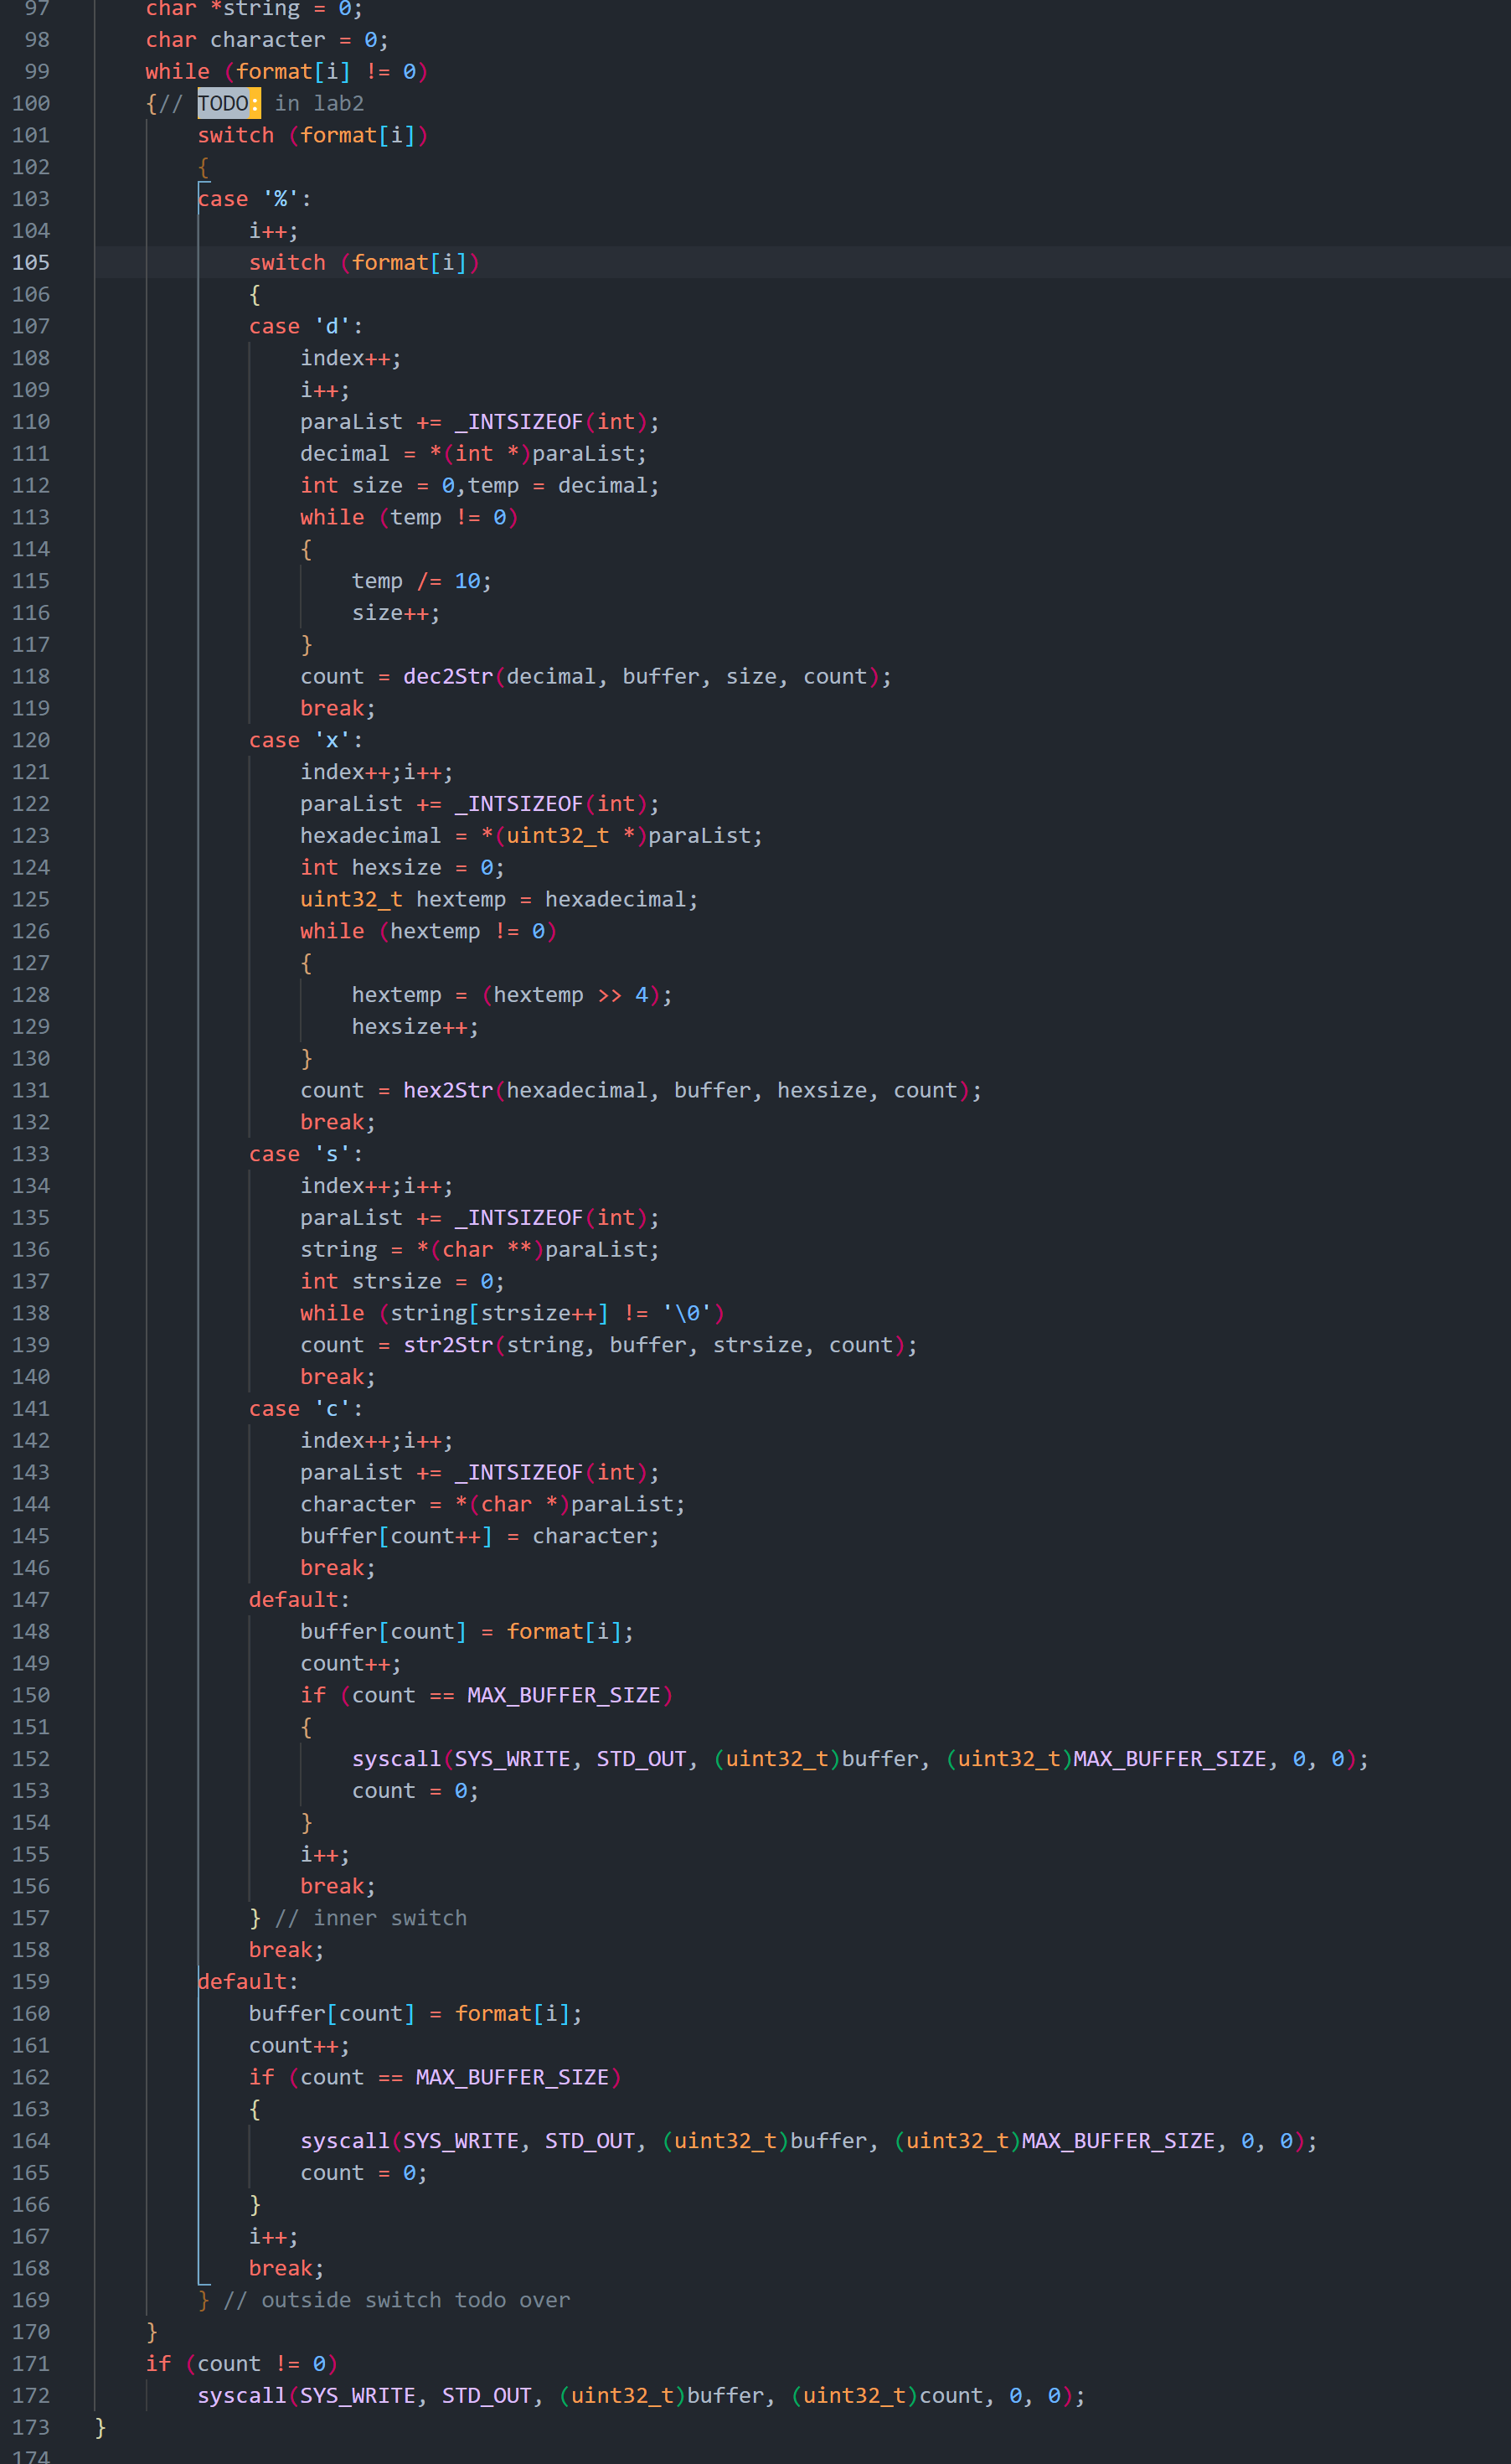 97 char *string = 0;
98 char character = 0;
99 while (format[i] != 0)
100 {// TODO: in lab2
101 switch (format[i])
102 {
103 case '%':
104 i++;
105 switch (format[i])
106 {
107 case 'd':
108 index++;
109 i++;
110 paraList += _INTSIZEOF(int);
111 decimal = *(int *)paraList;
112 int size = 0,temp = decimal;
113 while (temp != 0)
114 {
115 temp /= 10;
116 size++;
117 }
118 count = dec2Str(decimal, buffer, size, count);
119 break;
120 case 'x':
121 index++;i++;
122 paraList += _INTSIZEOF(int);
123 hexadecimal = *(uint32_t *)paraList;
124 int hexsize = 0;
125 uint32_t hextemp = hexadecimal;
126 while (hextemp != 0)
127 {
128 hextemp = (hextemp >> 4);
129 hexsize++;
130 }
131 count = hex2Str(hexadecimal, buffer, hexsize, count);
132 break;
133 case 's':
134 index++;i++;
135 paraList += _INTSIZEOF(int);
136 string = *(char **)paraList;
137 int strsize = 0;
138 while (string[strsize++] != '\0')
139 count = str2Str(string, buffer, strsize, count);
140 break;
141 case 'c':
142 index++;i++;
143 paraList += _INTSIZEOF(int);
144 character = *(char *)paraList;
145 buffer[count++] = character;
146 break;
147 default:
148 buffer[count] = format[i];
149 count++;
150 if (count == MAX_BUFFER_SIZE)
151 {
152 syscall(SYS_WRITE, STD_OUT, (uint32_t)buffer, (uint32_t)MAX_BUFFER_SIZE, 0, 0);
153 count = 0;
154 }
155 i++;
156 break;
157 } // inner switch
158 break;
159 default:
160 buffer[count] = format[i];
161 count++;
162 if (count == MAX_BUFFER_SIZE)
163 {
164 syscall(SYS_WRITE, STD_OUT, (uint32_t)buffer, (uint32_t)MAX_BUFFER_SIZE, 0, 0);
165 count = 0;
166 }
167 i++;
168 break;
169 } // outside switch todo over
170 }
171 if (count != 0)
172 syscall(SYS_WRITE, STD_OUT, (uint32_t)buffer, (uint32_t)count, 0, 0);
173 }
174